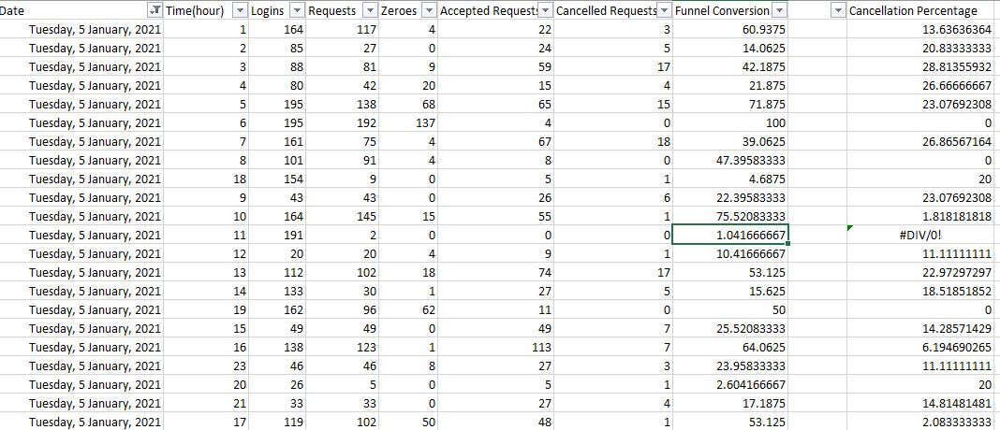 Date Time(hour) Logins Requests Zeroes Accepted Requests Cancelled Requests Funnel Conversion Cancellation Percentage
Tuesday, 5 January, 2021 1 164 117 4 22 3 60.9375 13.63636364
Tuesday, 5 January, 2021 2 85 27 0 24 5 14.0625 20.83333333
Tuesday, 5 January, 2021 3 88 81 9 59 17 42.1875 28.81355932
Tuesday, 5 January, 2021 4 80 42 20 15 4 21.875 26.66666667
Tuesday, 5 January, 2021 5 195 138 68 65 15 71.875 23.07692308
Tuesday, 5 January, 2021 6 195 192 137 4 0 100 0
Tuesday, 5 January, 2021 7 161 75 4 67 18 39.0625 26.86567164
Tuesday, 5 January, 2021 8 101 91 4 8 0 47.39583333 0
Tuesday, 5 January, 2021 18 154 9 0 5 1 4.6875 20
Tuesday, 5 January, 2021 9 43 43 0 26 6 22.39583333 23.07692308
Tuesday, 5 January, 2021 10 164 145 15 55 1 75.52083333 1.818181818
Tuesday, 5 January, 2021 11 191 2 0 0 0 1.041666667 #DIV/0!
Tuesday, 5 January, 2021 12 20 20 4 9 1 10.41666667 11.11111111
Tuesday, 5 January, 2021 13 112 102 18 74 17 53.125 22.97297297
Tuesday, 5 January, 2021 14 133 30 1 27 5 15.625 18.51851852
Tuesday, 5 January, 2021 19 162 96 62 11 0 50 0
Tuesday, 5 January, 2021 15 49 49 0 49 7 25.52083333 14.28571429
Tuesday, 5 January, 2021 16 138 123 1 113 7 64.0625 6.194690265
Tuesday, 5 January, 2021 23 46 46 8 27 3 23.95833333 11.11111111
Tuesday, 5 January, 2021 20 26 5 0 5 1 2.604166667 20
Tuesday, 5 January, 2021 21 33 33 0 27 4 17.1875 14.81481481
Tuesday, 5 January, 2021 17 119 102 50 48 1 53.125 2.083333333